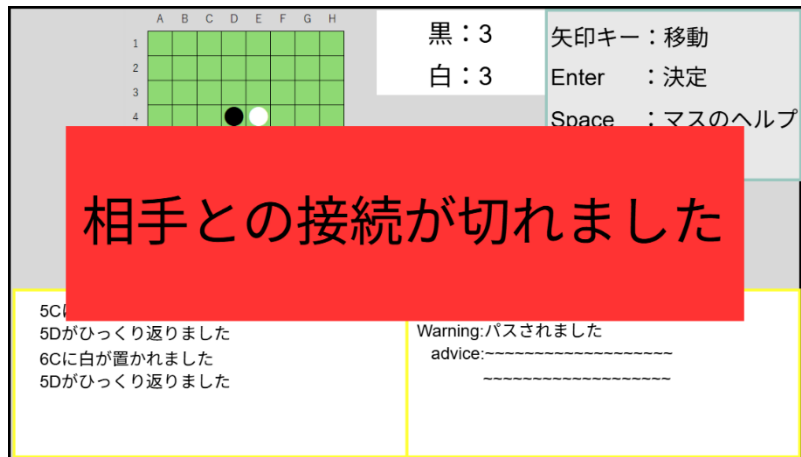 A B C D E F G H
1
2
3
4
黒：3
白：3
矢印キー：移動
Enter ：決定
Space ：マスのヘルプ
相手との接続が切れました
5C
5Dがひっくり返りました
6Cに白が置かれました
5Dがひっくり返りました
Warning:パスされました
advice:~~~~~~~~~~~~~~~~~~~
~~~~~~~~~~~~~~~~~~~